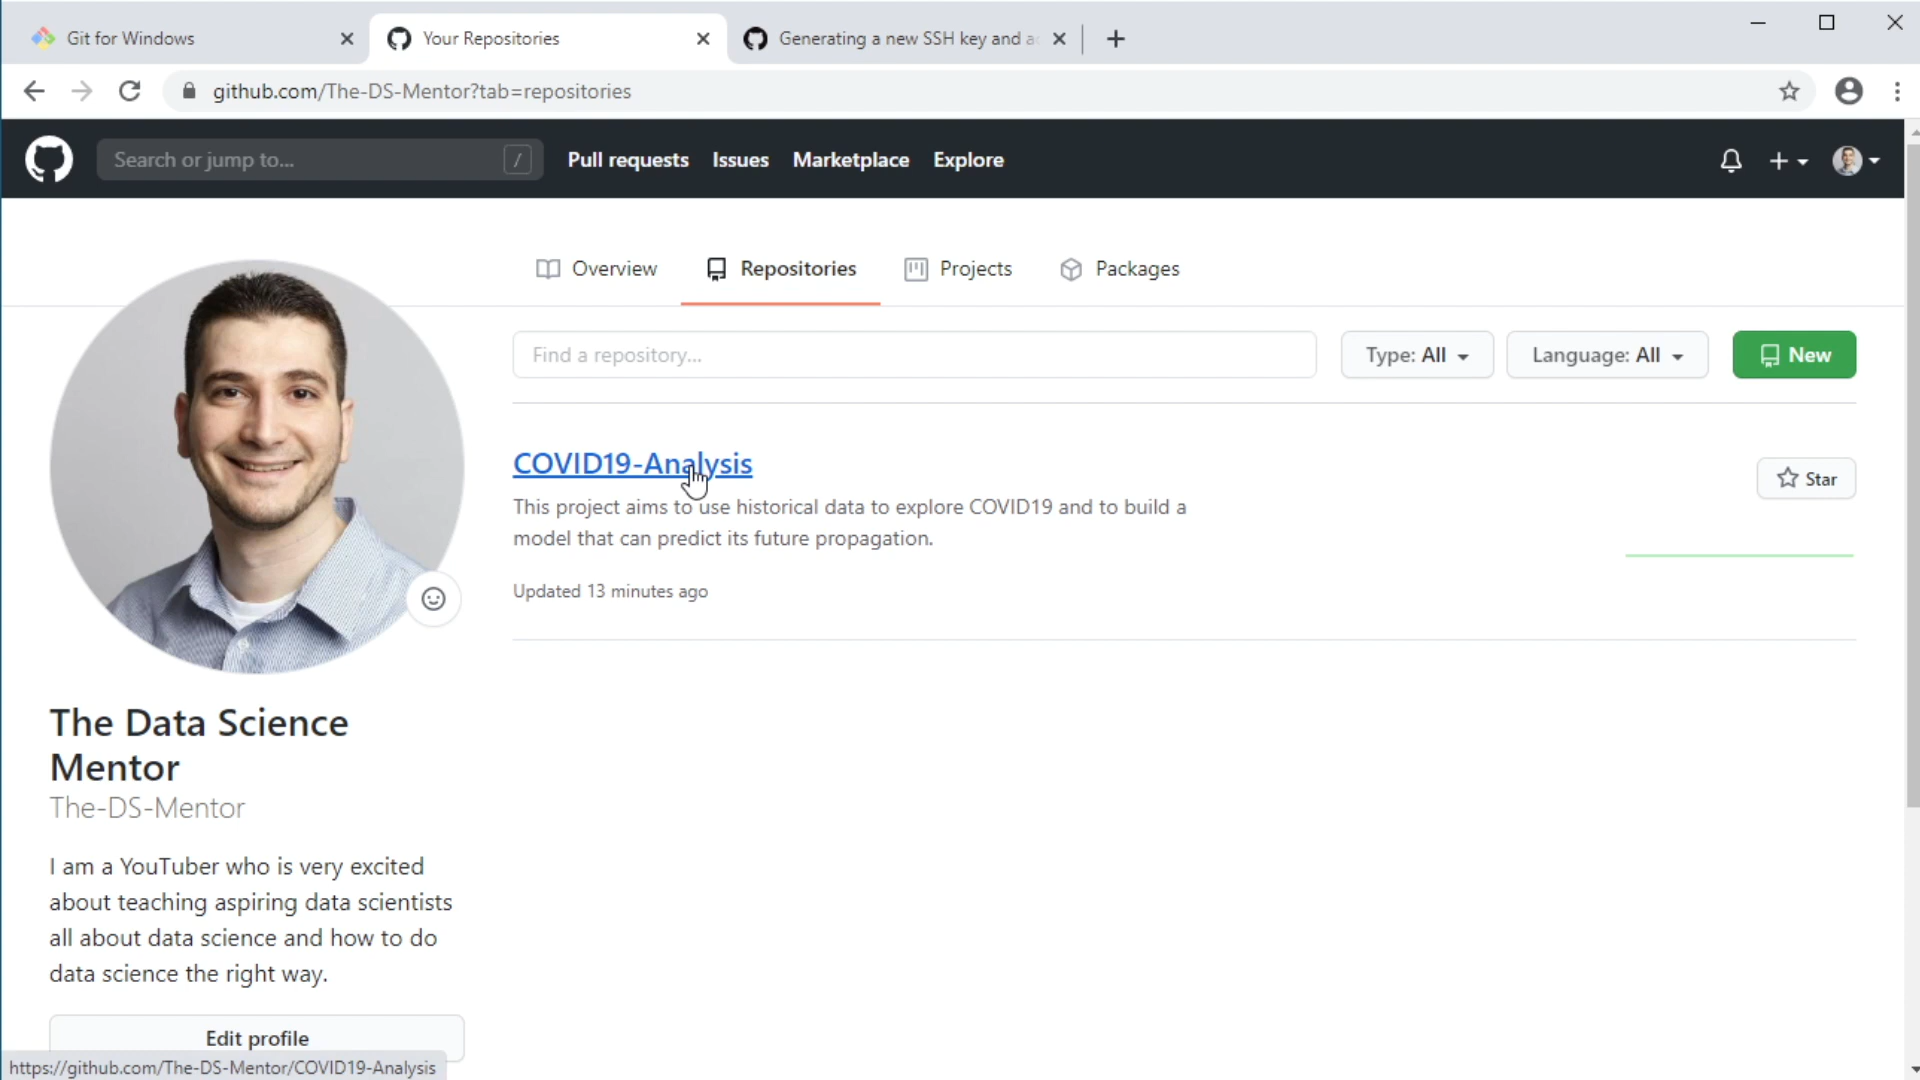 Git for Windows
Your Repositories
Generating a new SSH key and a
github.com/The-DS-Mentor?tab=repositories
Search or jump to...
/
Pull requests
Issues
Marketplace
Explore
Overview
Repositories
Projects
Packages
Find a repository...
Type: All
Language: All
New
COVID19-Analysis
This project aims to use historical data to explore COVID19 and to build a
model that can predict its future propagation.
Updated 13 minutes ago
Star
The Data Science
Mentor
The-DS-Mentor
I am a YouTuber who is very excited
about teaching aspiring data scientists
all about data science and how to do
data science the right way.
Edit profile
https://github.com/The-DS-Mentor/COVID19-Analysis